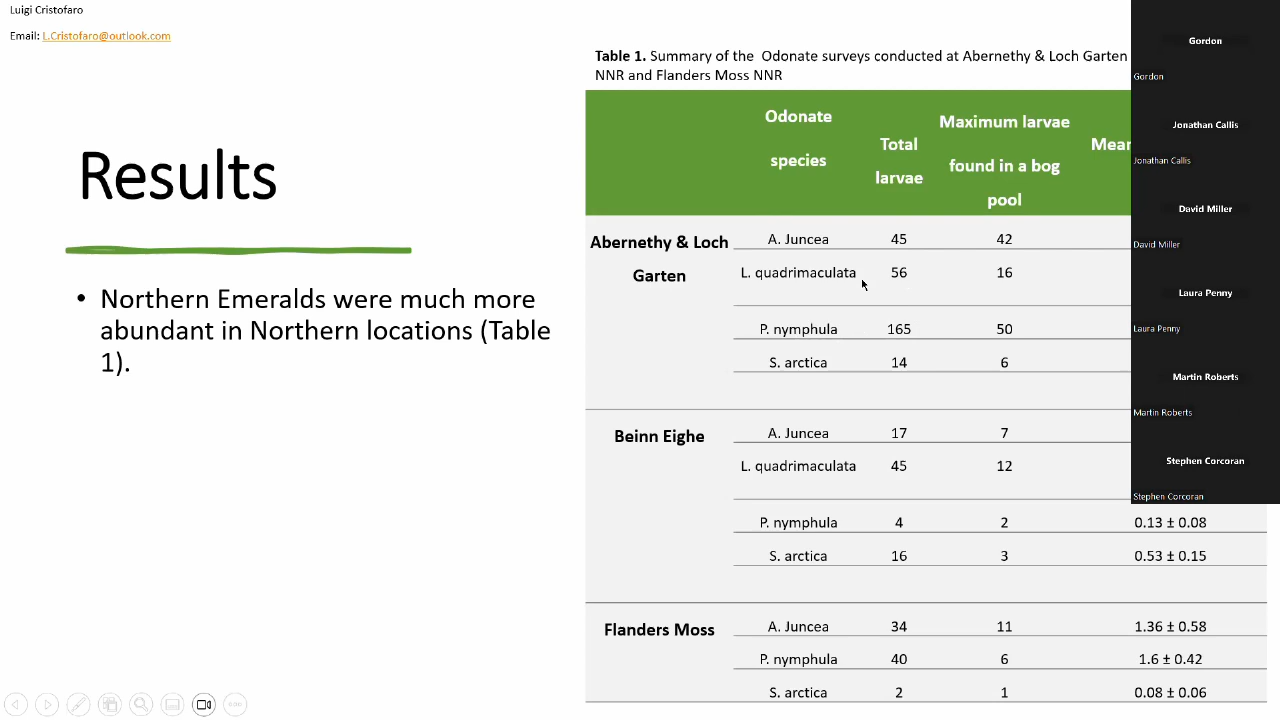 Luigi Cristofaro
Email: L.Cristofaro@outlook.com
Results
• Northern Emeralds were much more
abundant in Northern locations (Table
1).
Table 1. Summary of the Odonate surveys conducted at Abernethy & Loch Garten
NNR and Flanders Moss NNR
Odonate species Total larvae Maximum larvae found in a bog pool Mean
Abernethy & Loch Garten
A. Juncea 45 42
L. quadrimaculata 56 16
P. nymphula 165 50
S. arctica 14 6
Beinn Eighe
A. Juncea 17 7
L. quadrimaculata 45 12
P. nymphula 4 2 0.13 ± 0.08
S. arctica 16 3 0.53 ± 0.15
Flanders Moss
A. Juncea 34 11 1.36 ± 0.58
P. nymphula 40 6 1.6 ± 0.42
S. arctica 2 1 0.08 ± 0.06
Gordon
Gordon
Jonathan Callis
Jonathan Callis
David Miller
David Miller
Laura Penny
Laura Penny
Martin Roberts
Martin Roberts
Stephen Corcoran
Stephen Corcoran